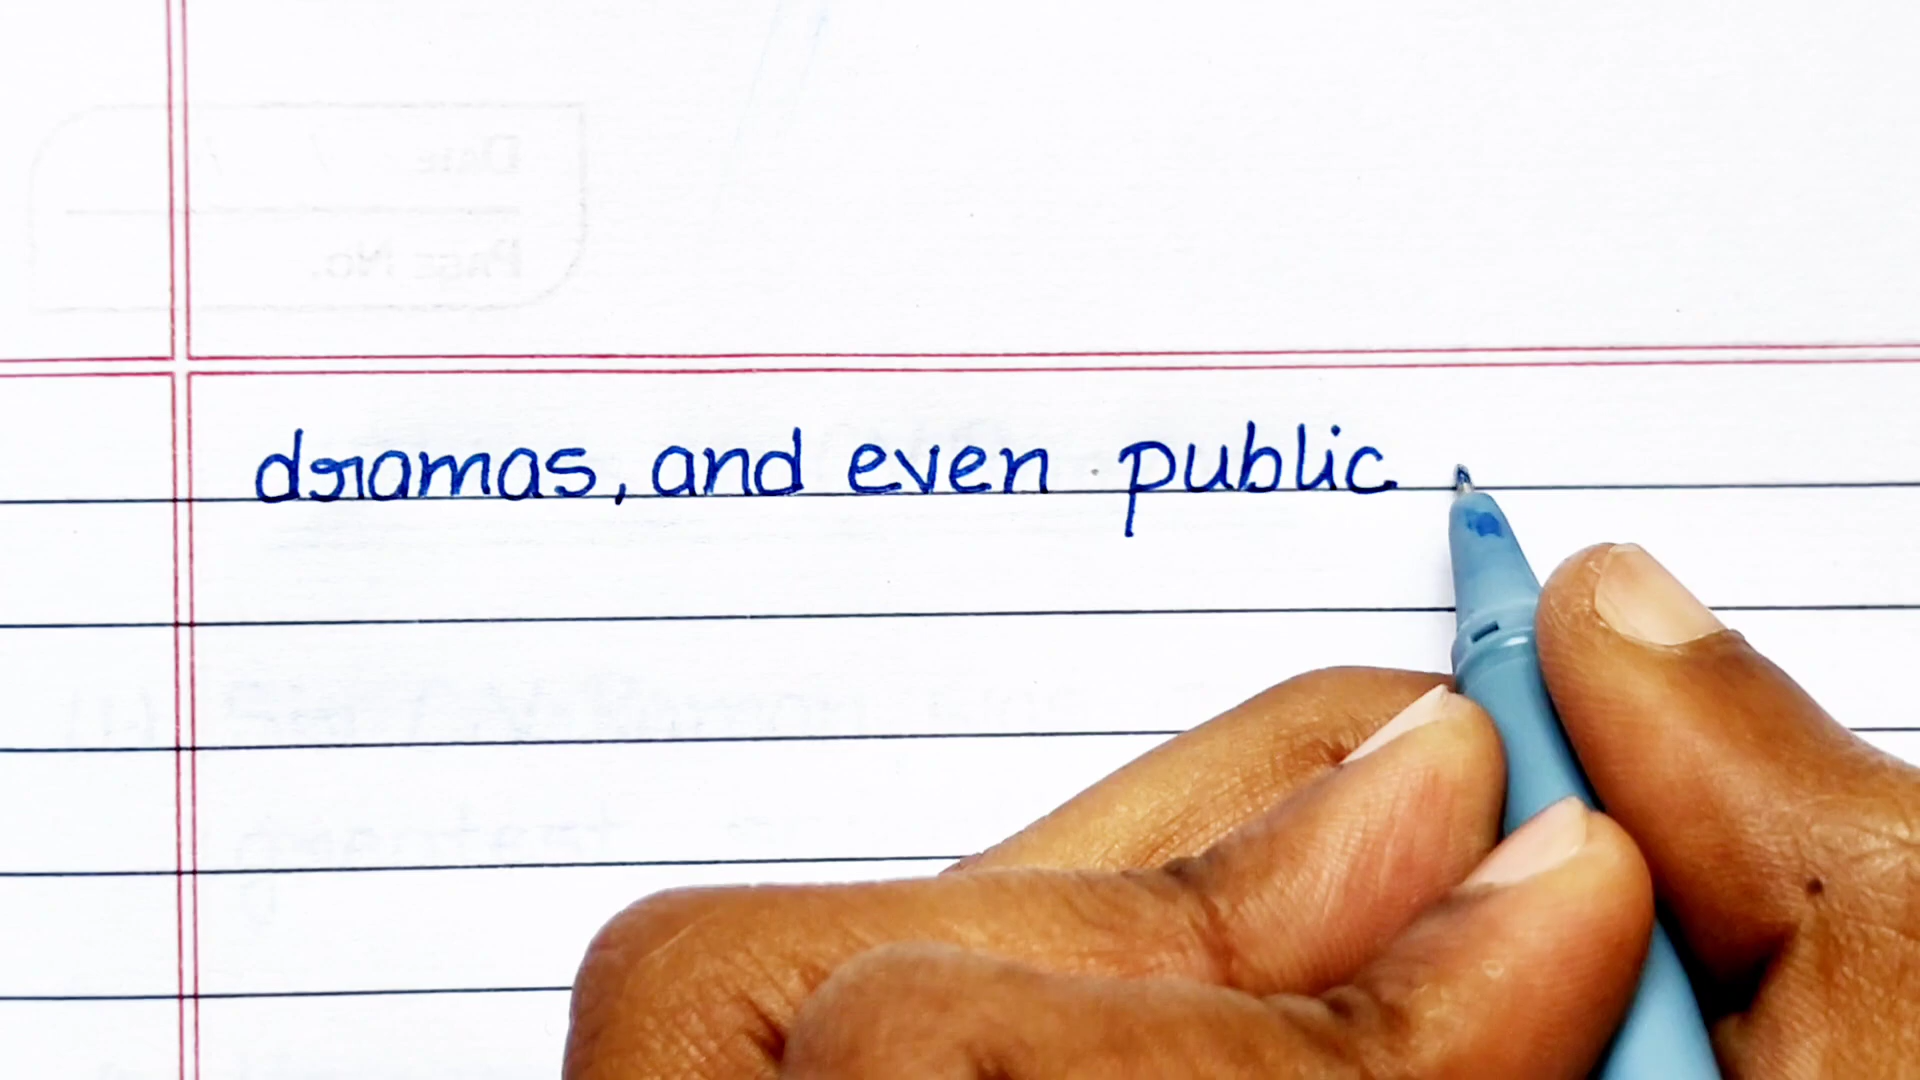 dramas, and even public